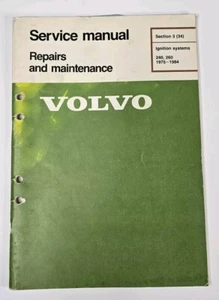 Service manual
Repairs
and maintenance
Section 3 (34)
Ignition systems
240, 260
1975–1984
VOLVO